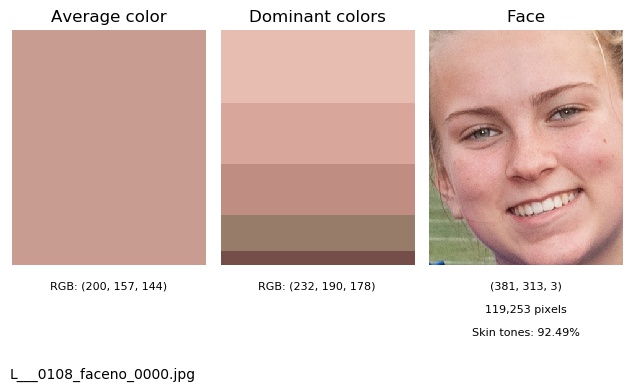 Average color
Dominant colors
Face
RGB: (200, 157, 144)
RGB: (232, 190, 178)
(381, 313, 3)
119,253 pixels
Skin tones: 92.49%
L___0108_faceno_0000.jpg